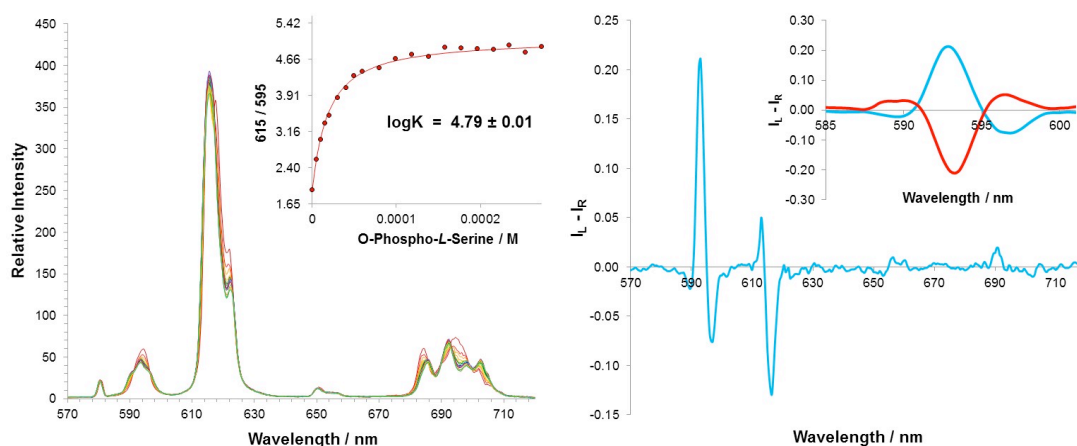 450
400
350
300
250
200
150
100
50
0
570 590 610 630 650 670 690 710
Relative Intensity
Wavelength / nm
5.42
4.66
3.91
3.16
2.40
1.65
0 0.0001 0.0002
615 / 595
logK = 4.79 ± 0.01
O-Phospho-L-Serine / M
0.25
0.20
0.15
0.10
0.05
0.00
-0.05
-0.10
-0.15
570 590 610 630 650 670 690 710
I_L - I_R
Wavelength / nm
0.30
0.20
0.10
0.00
-0.10
-0.20
-0.30
585 590 595 600
I_L - I_R
Wavelength / nm